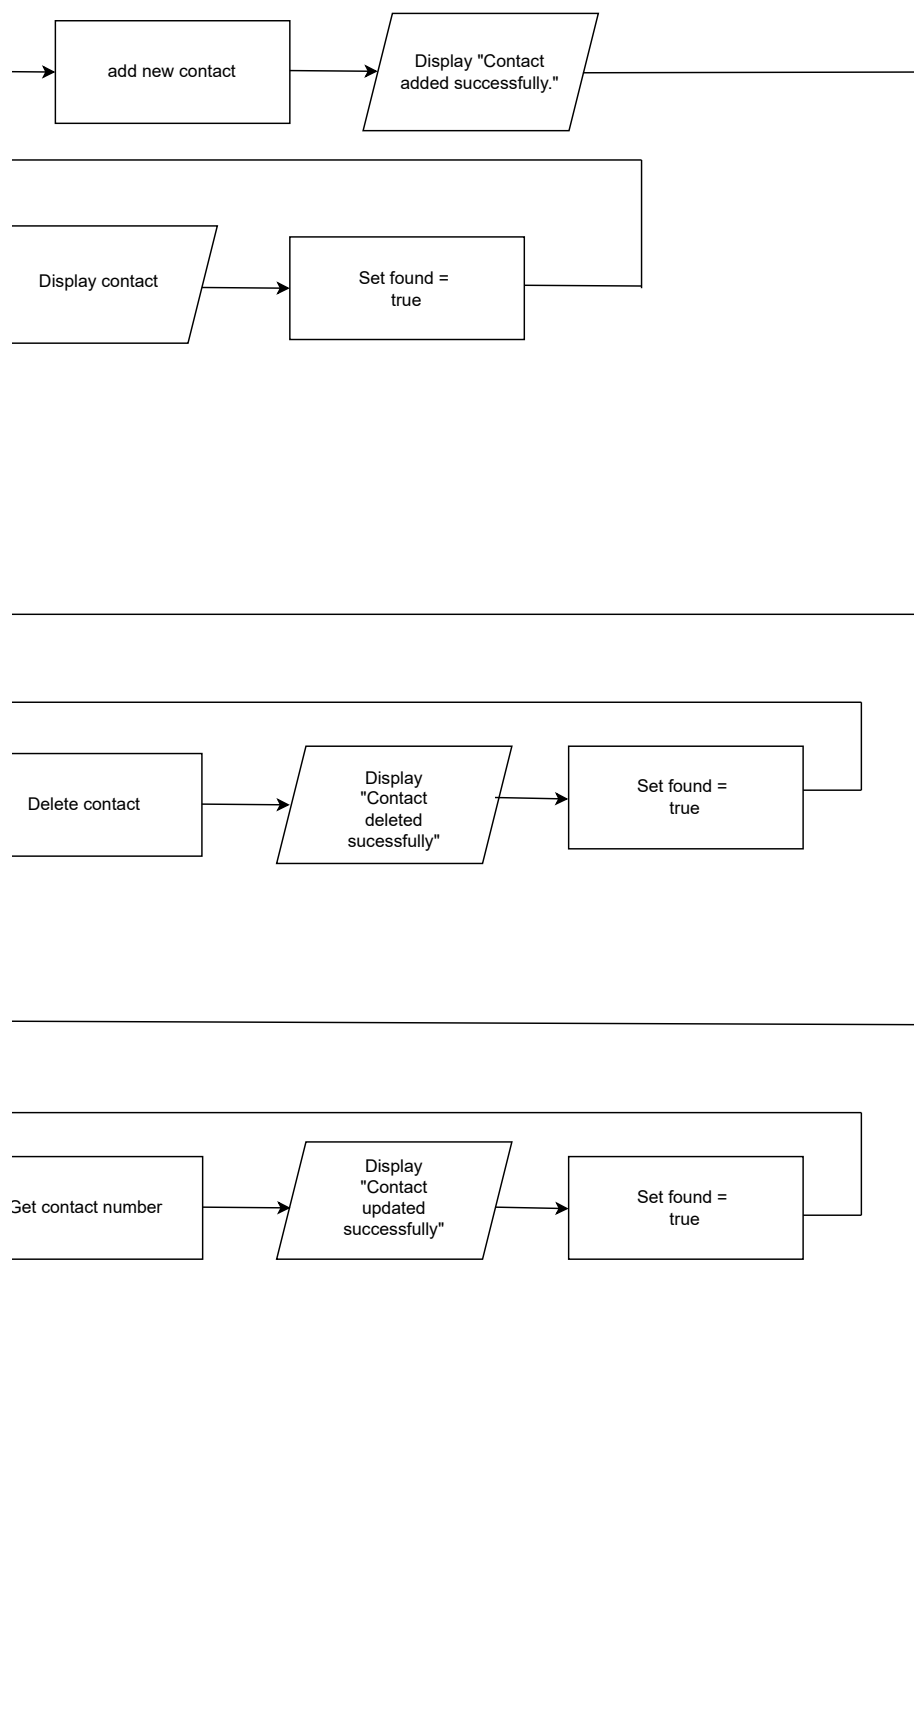 add new contact
Display "Contact
added successfully."
Display contact
Set found =
true
Delete contact
Display
"Contact
deleted
sucessfully"
Set found =
true
Get contact number
Display
"Contact
updated
successfully"
Set found =
true